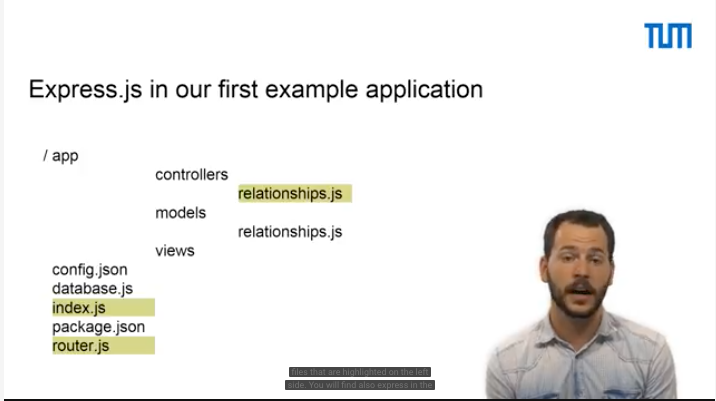 TUM
Express.js in our first example application
/ app
controllers
relationships.js
models
relationships.js
views
config.json
database.js
index.js
package.json
router.js
files that are highlighted on the left
side. You will find also express in the